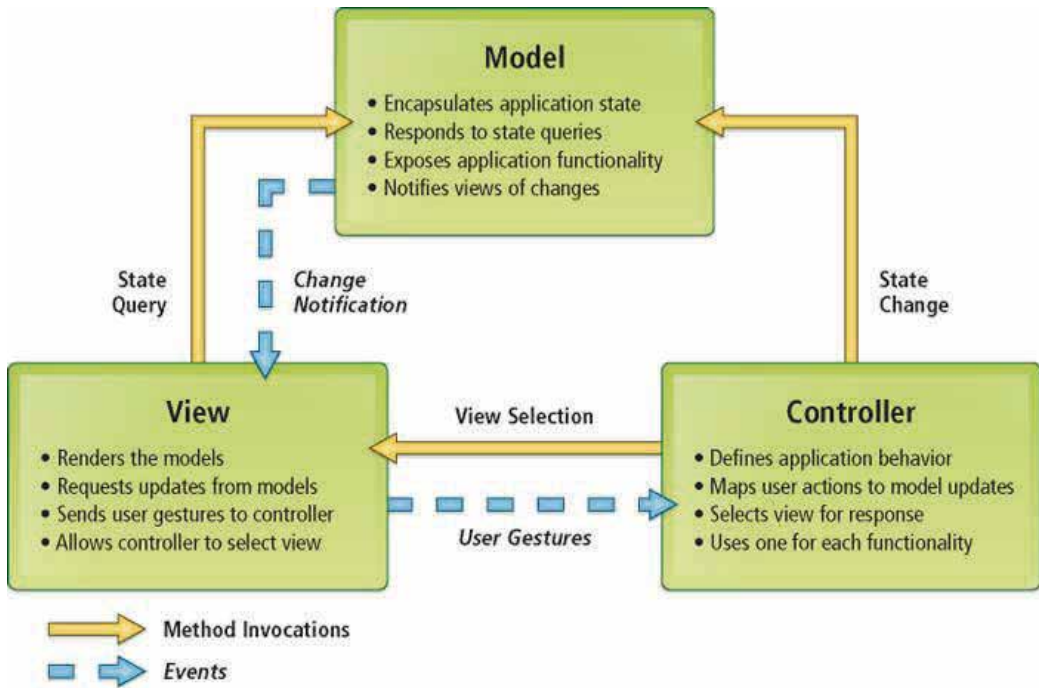 Model
• Encapsulates application state
• Responds to state queries
• Exposes application functionality
• Notifies views of changes
State
Query
Change
Notification
State
Change
View
• Renders the models
• Requests updates from models
• Sends user gestures to controller
• Allows controller to select view
View Selection
User Gestures
Controller
• Defines application behavior
• Maps user actions to model updates
• Selects view for response
• Uses one for each functionality
Method Invocations
Events